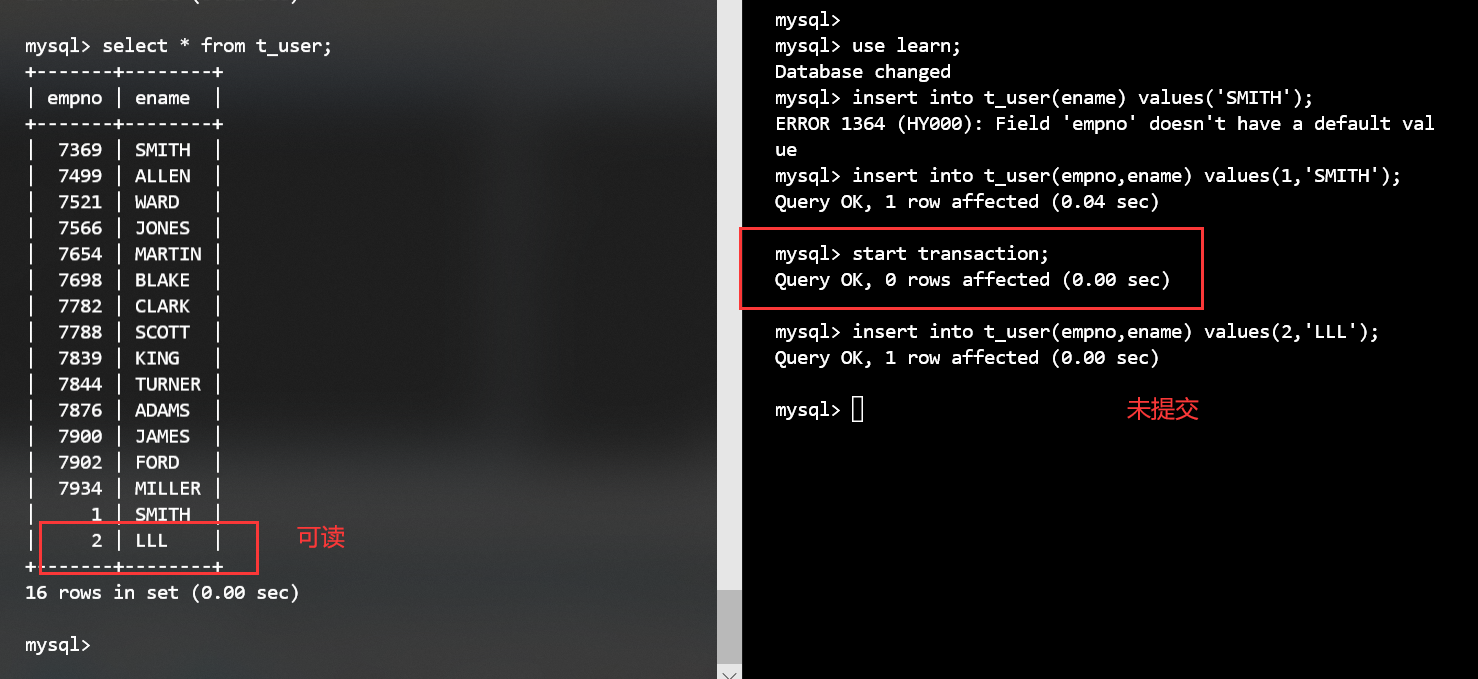 mysql> select * from t_user;
+-------+--------+
| empno | ename  |
+-------+--------+
|  7369 | SMITH  |
|  7499 | ALLEN  |
|  7521 | WARD   |
|  7566 | JONES  |
|  7654 | MARTIN |
|  7698 | BLAKE  |
|  7782 | CLARK  |
|  7788 | SCOTT  |
|  7839 | KING   |
|  7844 | TURNER |
|  7876 | ADAMS  |
|  7900 | JAMES  |
|  7902 | FORD   |
|  7934 | MILLER |
|     1 | SMITH  |
|     2 | LLL    |
可读
+-------+--------+
16 rows in set (0.00 sec)
mysql>
mysql>
mysql> use learn;
Database changed
mysql> insert into t_user(ename) values('SMITH');
ERROR 1364 (HY000): Field 'empno' doesn't have a default val
ue
mysql> insert into t_user(empno,ename) values(1,'SMITH');
Query OK, 1 row affected (0.04 sec)
mysql> start transaction;
Query OK, 0 rows affected (0.00 sec)
mysql> insert into t_user(empno,ename) values(2,'LLL');
Query OK, 1 row affected (0.00 sec)
mysql>
未提交